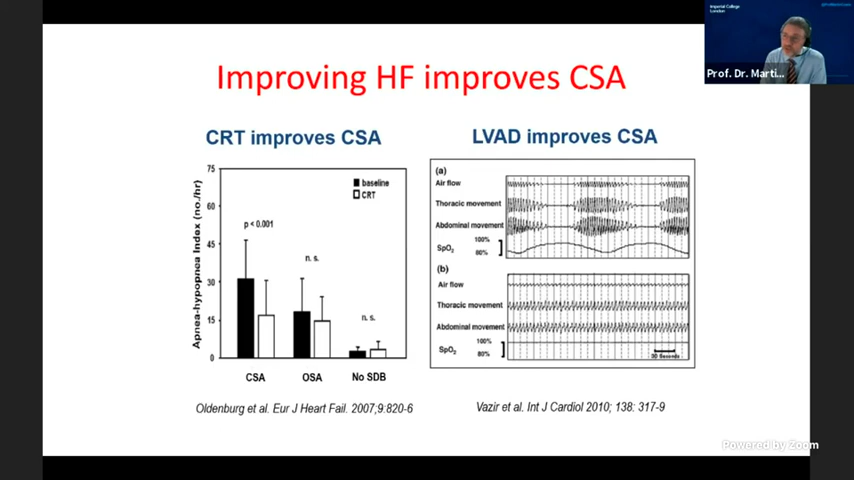 Imperial College
London
Prof. Dr. Marti...
Improving HF improves CSA
CRT improves CSA
LVAD improves CSA
Apnea-hypopnea Index (no./hr)
75
60
45
30
15
0
baseline
CRT
p < 0.001
n. s.
n. s.
CSA
OSA
No SDB
(a)
Air flow
Thoracic movement
Abdominal movement
SpO₂
100%
80%
(b)
Air flow
Thoracic movement
Abdominal movement
SpO₂
100%
80%
30 Seconds
Oldenburg et al. Eur J Heart Fail. 2007;9:820-6
Vazir et al. Int J Cardiol 2010; 138: 317-9
Powered by Zoom